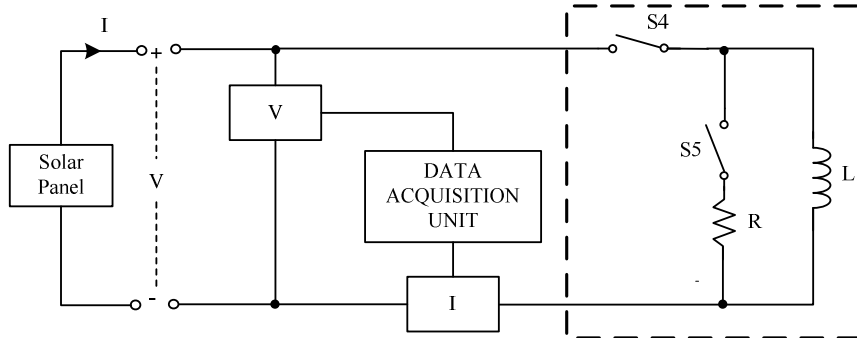 I
S4
+
V
Solar
Panel
V
S5
DATA
ACQUISITION
UNIT
L
R
-
I